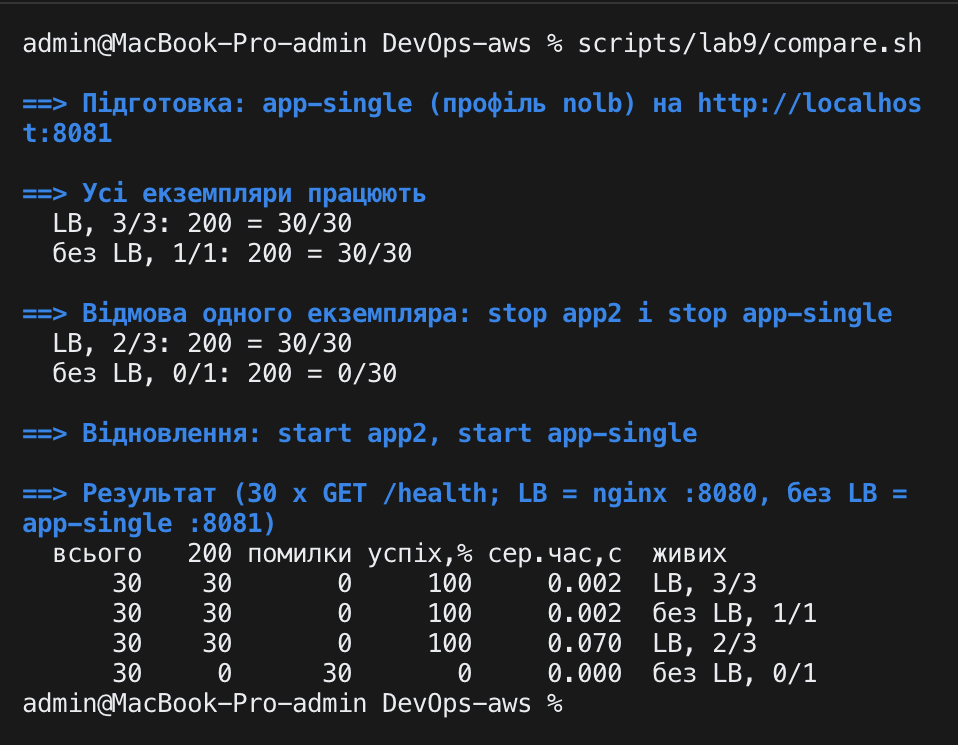 admin@MacBook-Pro-admin DevOps-aws % scripts/lab9/compare.sh
==> Підготовка: app-single (профіль nolb) на http://localhos
t:8081
==> Усі екземпляри працюють
LB, 3/3: 200 = 30/30
без LB, 1/1: 200 = 30/30
==> Відмова одного екземпляра: stop app2 і stop app-single
LB, 2/3: 200 = 30/30
без LB, 0/1: 200 = 0/30
==> Відновлення: start app2, start app-single
==> Результат (30 x GET /health; LB = nginx :8080, без LB =
app-single :8081)
всього 200 помилки успіх,% сер.час,с живих
30 30 0 100 0.002 LB, 3/3
30 30 0 100 0.002 без LB, 1/1
30 30 0 100 0.070 LB, 2/3
30 0 30 0 0.000 без LB, 0/1
admin@MacBook-Pro-admin DevOps-aws %